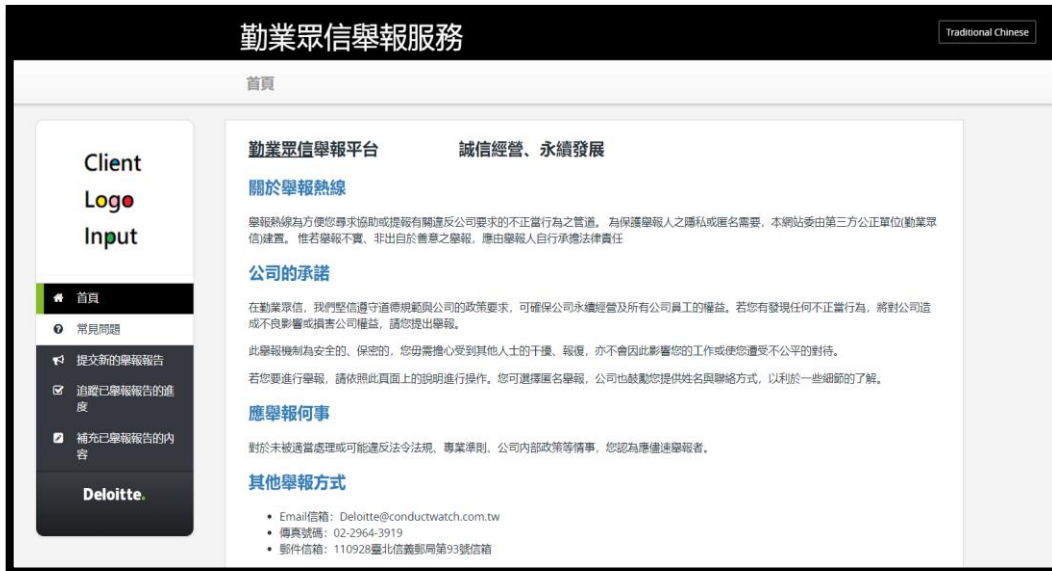 勤業眾信舉報服務
Traditional Chinese
首頁
Client
Logo
Input
首頁
常見問題
提交新的舉報報告
追蹤已舉報報告的進
度
補充已舉報報告的內
容
Deloitte.
勤業眾信舉報平台 誠信經營、永續發展
關於舉報熱線
舉報熱線為方便您尋求協助或提報有關違反公司要求的不正當行為之管道。 為保護舉報人之隱私或匿名需要，本網站委由第三方公正單位(勤業眾
信)建置。 惟若舉報不實、非出自於善意之舉報，應由舉報人自行承擔法律責任
公司的承諾
在勤業眾信，我們堅信遵守道德規範與公司的政策要求，可確保公司永續經營及所有公司員工的權益。若您有發現任何不正當行為，將對公司造
成不良影響或損害公司權益，請您提出舉報。
此舉報機制為安全的、保密的，您毋需擔心受到其他人士的干擾、報復，亦不會因此影響您的工作或使您遭受不公平的對待。
若您要進行舉報，請依照此頁面上的說明進行操作。您可選擇匿名舉報，公司也鼓勵您提供姓名與聯絡方式，以利於一些細節的了解。
應舉報何事
對於未被適當處理或可能違反法令法規、專業準則、公司內部政策等情事，您認為應儘速舉報者。
其他舉報方式
• Email信箱：Deloitte@conductwatch.com.tw
• 傳真號碼：02-2964-3919
• 郵件信箱：110928臺北信義郵局第93號信箱